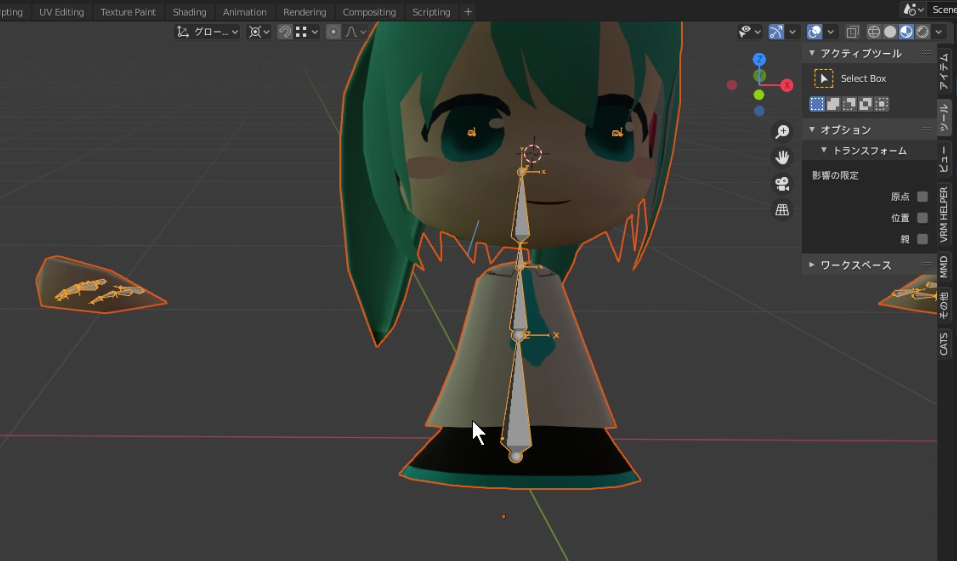 pting UV Editing Texture Paint Shading Animation Rendering Compositing Scripting +
Scene
グロー...
アクティブツール
Select Box
オプション
トランスフォーム
影響の限定
原点
位置
親
ワークスペース
アイテム
ツール
ビュー
VRM HELPER
MMD
その他
CATS
Z
X